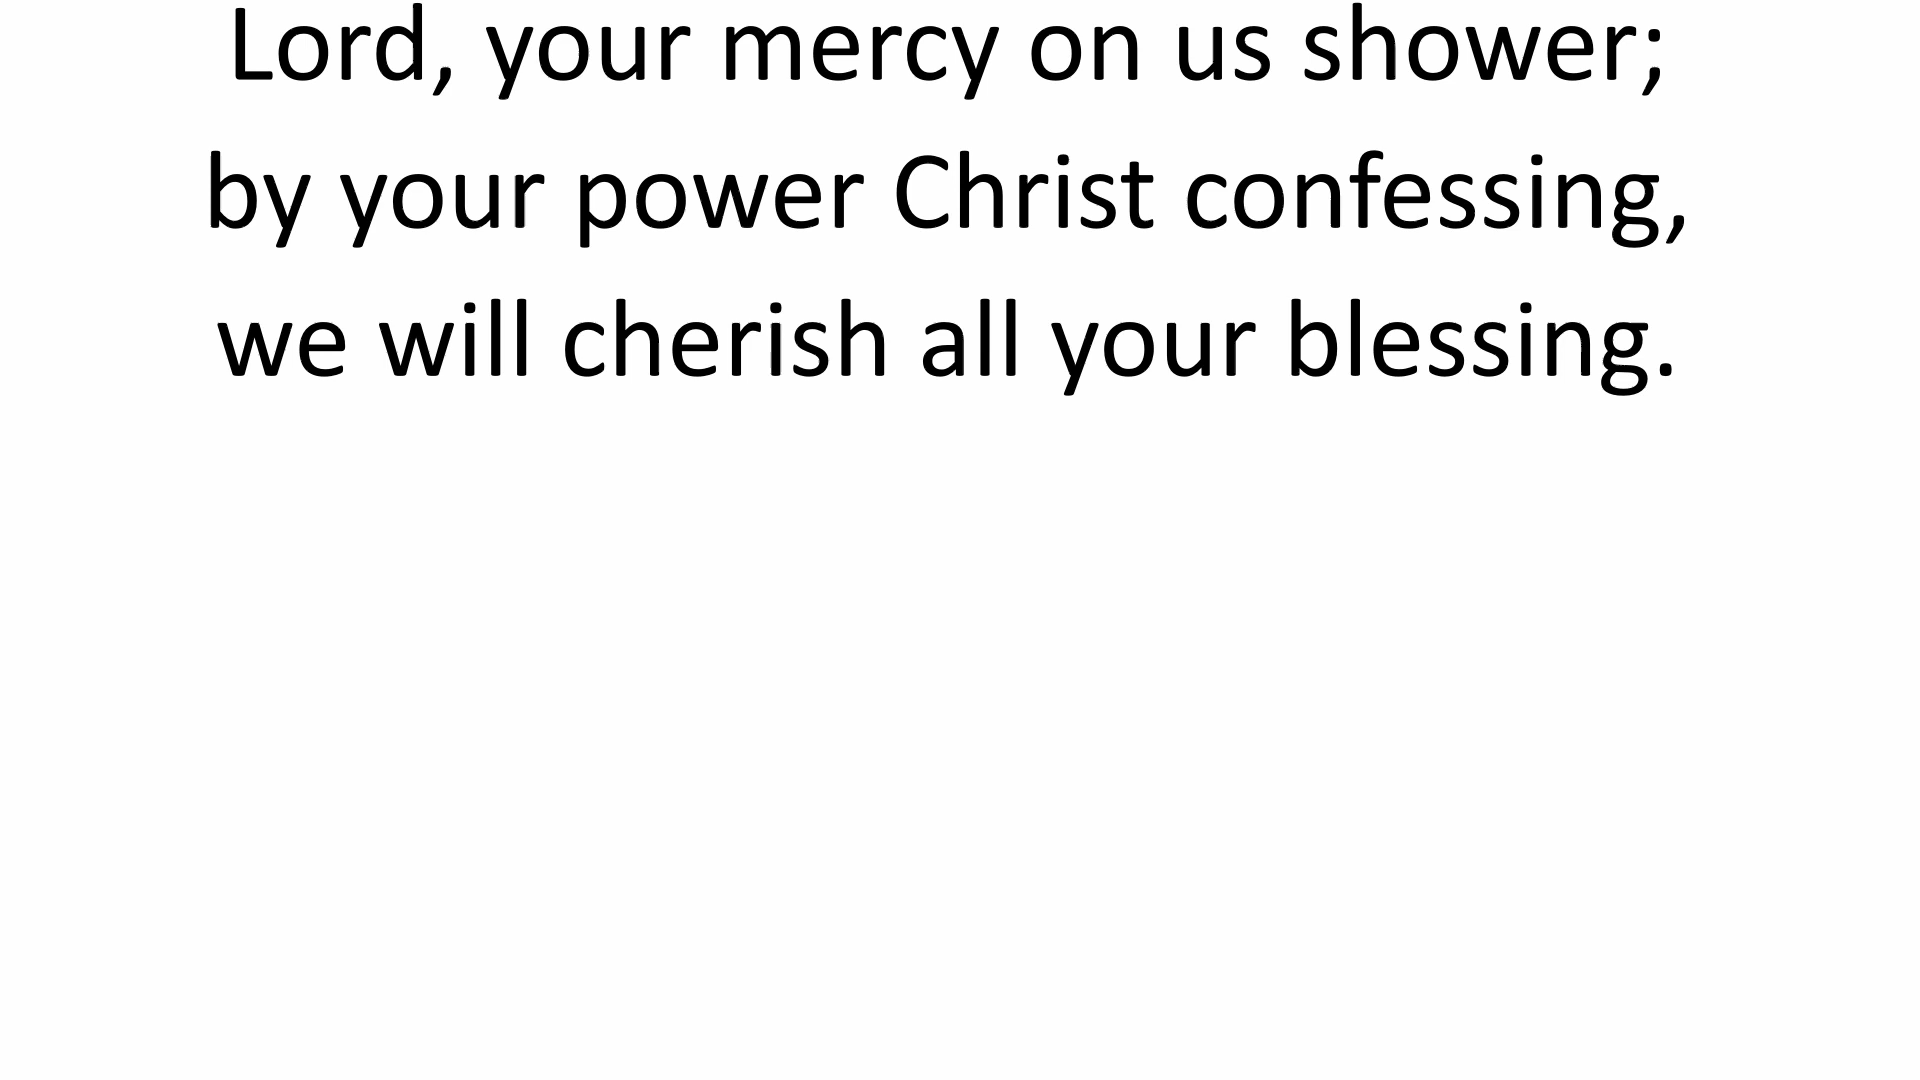 Lord, your mercy on us shower;
by your power Christ confessing,
we will cherish all your blessing.